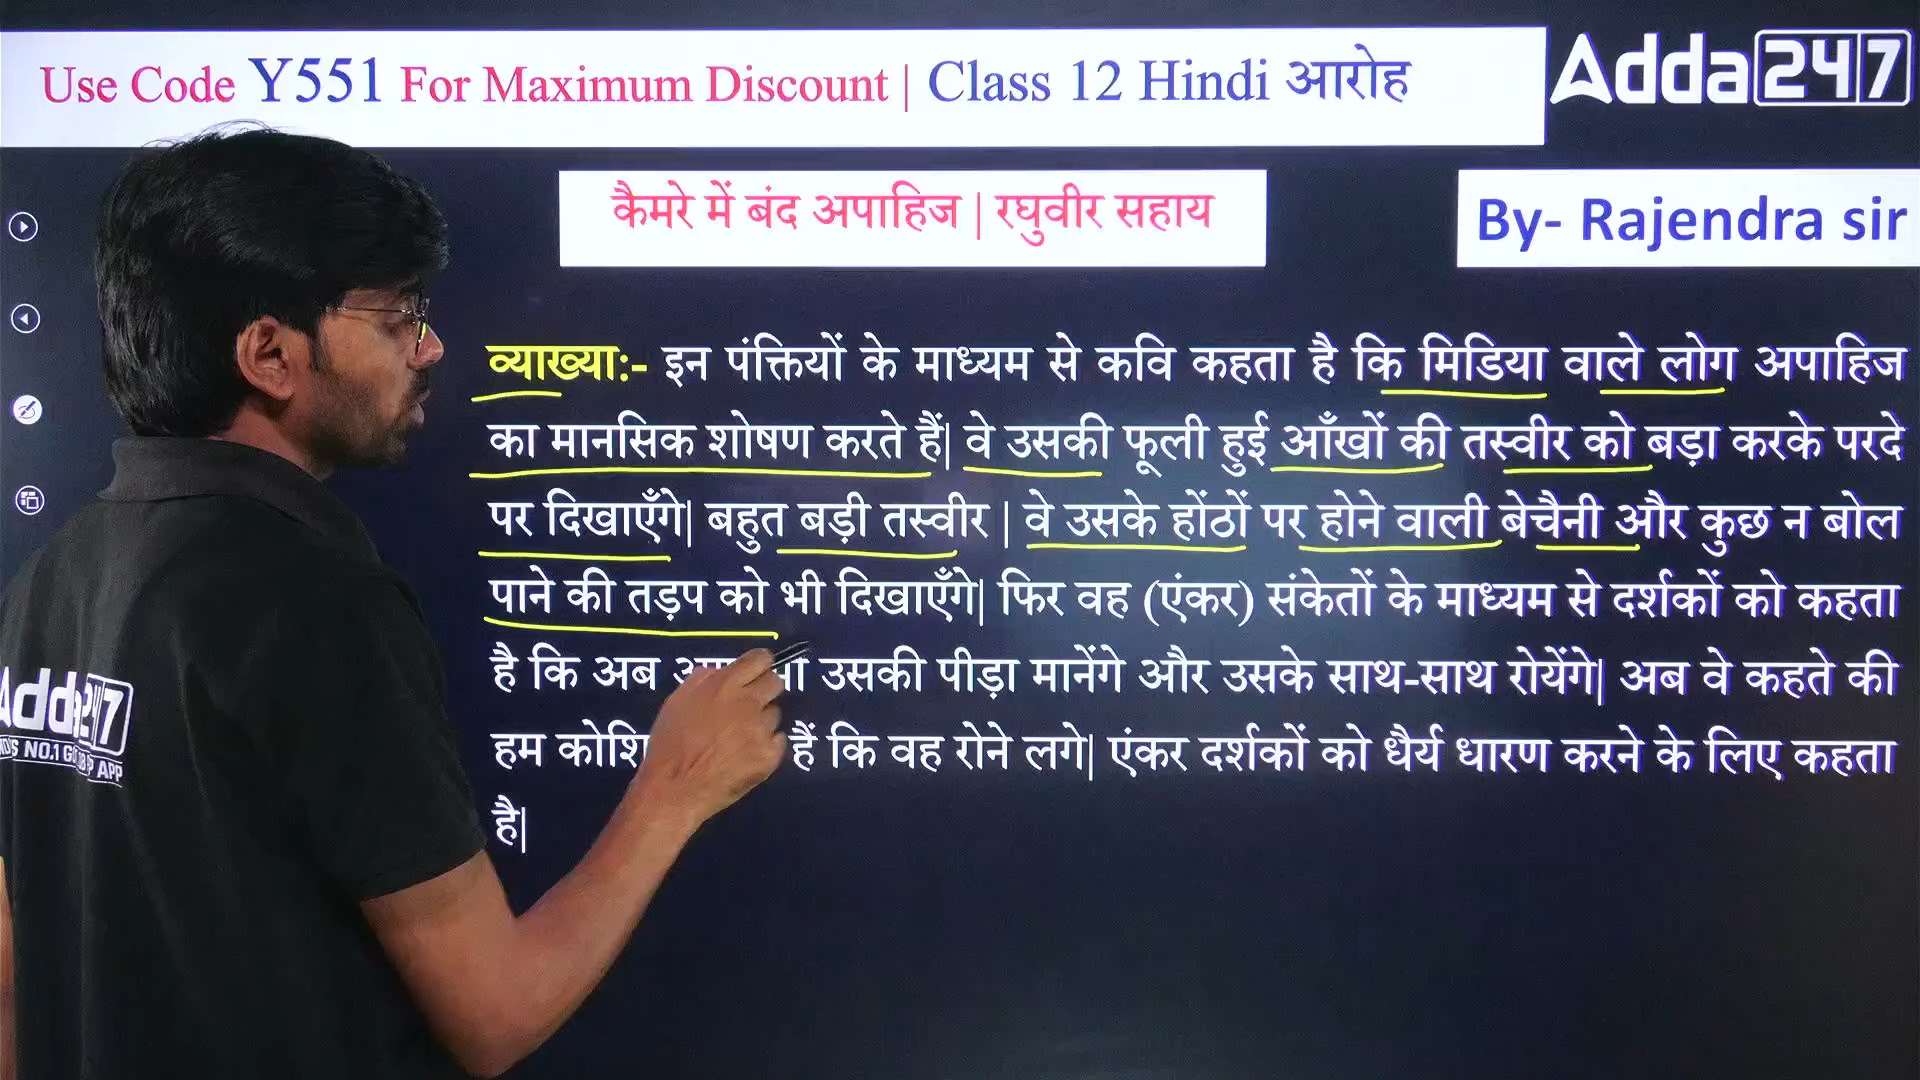 Use Code Y551 For Maximum Discount | Class 12 Hindi आरोह
Adda247
कैमरे में बंद अपाहिज | रघुवीर सहाय
By- Rajendra sir
व्याख्या:- इन पंक्तियों के माध्यम से कवि कहता है कि मिडिया वाले लोग अपाहिज
का मानसिक शोषण करते हैं| वे उसकी फूली हुई आँखों की तस्वीर को बड़ा करके परदे
पर दिखाएँगे| बहुत बड़ी तस्वीर | वे उसके होंठों पर होने वाली बेचैनी और कुछ न बोल
पाने की तड़प को भी दिखाएँगे| फिर वह (एंकर) संकेतों के माध्यम से दर्शकों को कहता
है कि अब उसकी पीड़ा मानेंगे और उसके साथ-साथ रोयेंगे| अब वे कहते की
हम हैं कि वह रोने लगे| एंकर दर्शकों को धैर्य धारण करने के लिए कहता
है|
Adda247
APP